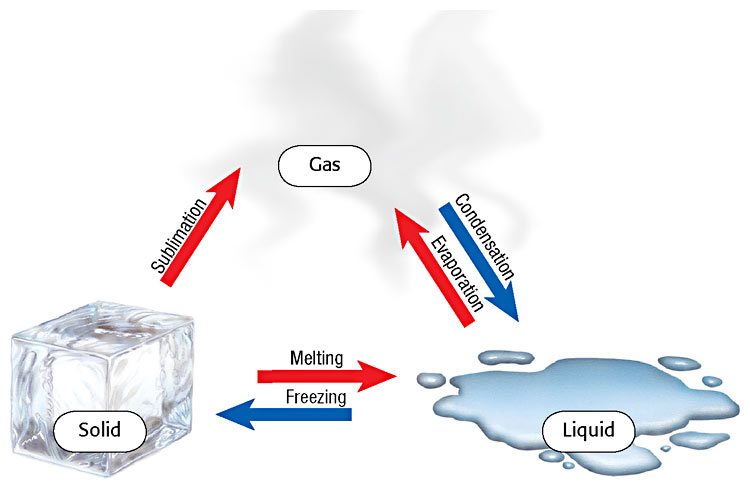 Gas
Sublimation
Condensation
Evaporation
Melting
Freezing
Solid
Liquid